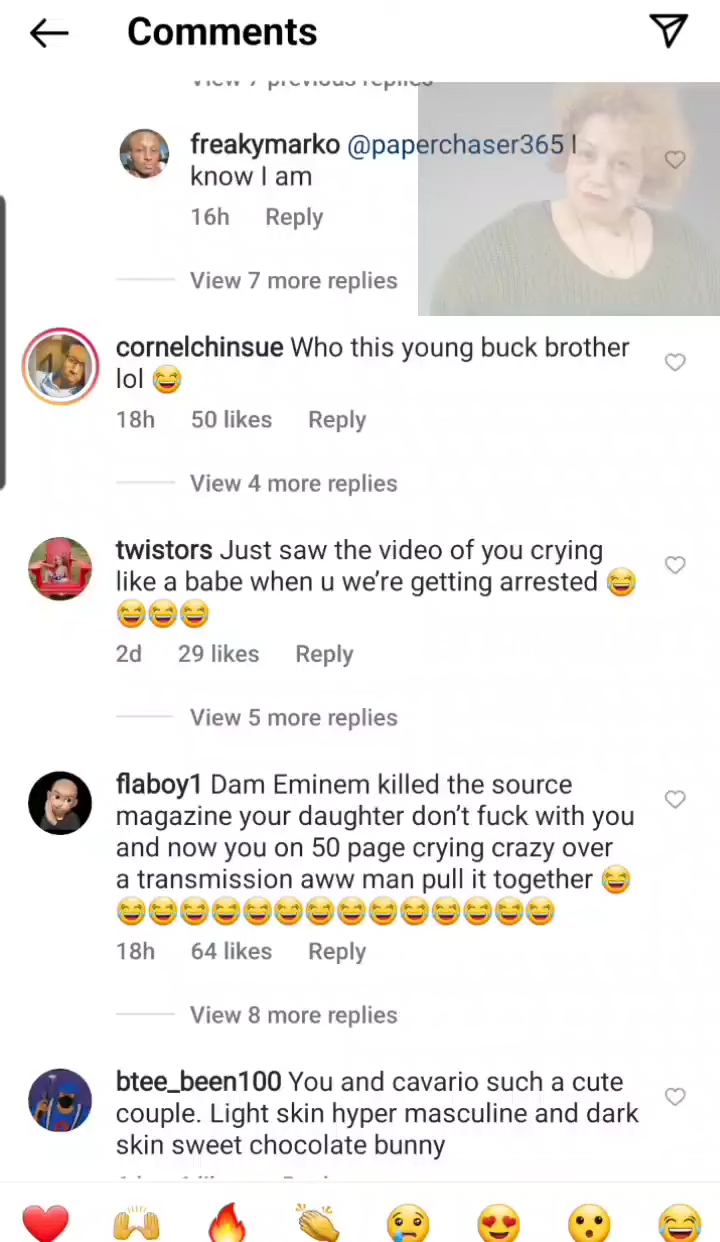 Comments
View 7 previous replies
freakymarko @paperchaser365 I
know I am
16h Reply
View 7 more replies
cornelchinsue Who this young buck brother
lol 😂
18h 50 likes Reply
View 4 more replies
twistors Just saw the video of you crying
like a babe when u we’re getting arrested 😂
😂😂😂
2d 29 likes Reply
View 5 more replies
flaboy1 Dam Eminem killed the source
magazine your daughter don’t fuck with you
and now you on 50 page crying crazy over
a transmission aww man pull it together 😂
😂😂😂😂😂😂😂😂😂😂😂😂😂😂
18h 64 likes Reply
View 8 more replies
btee_been100 You and cavario such a cute
couple. Light skin hyper masculine and dark
skin sweet chocolate bunny